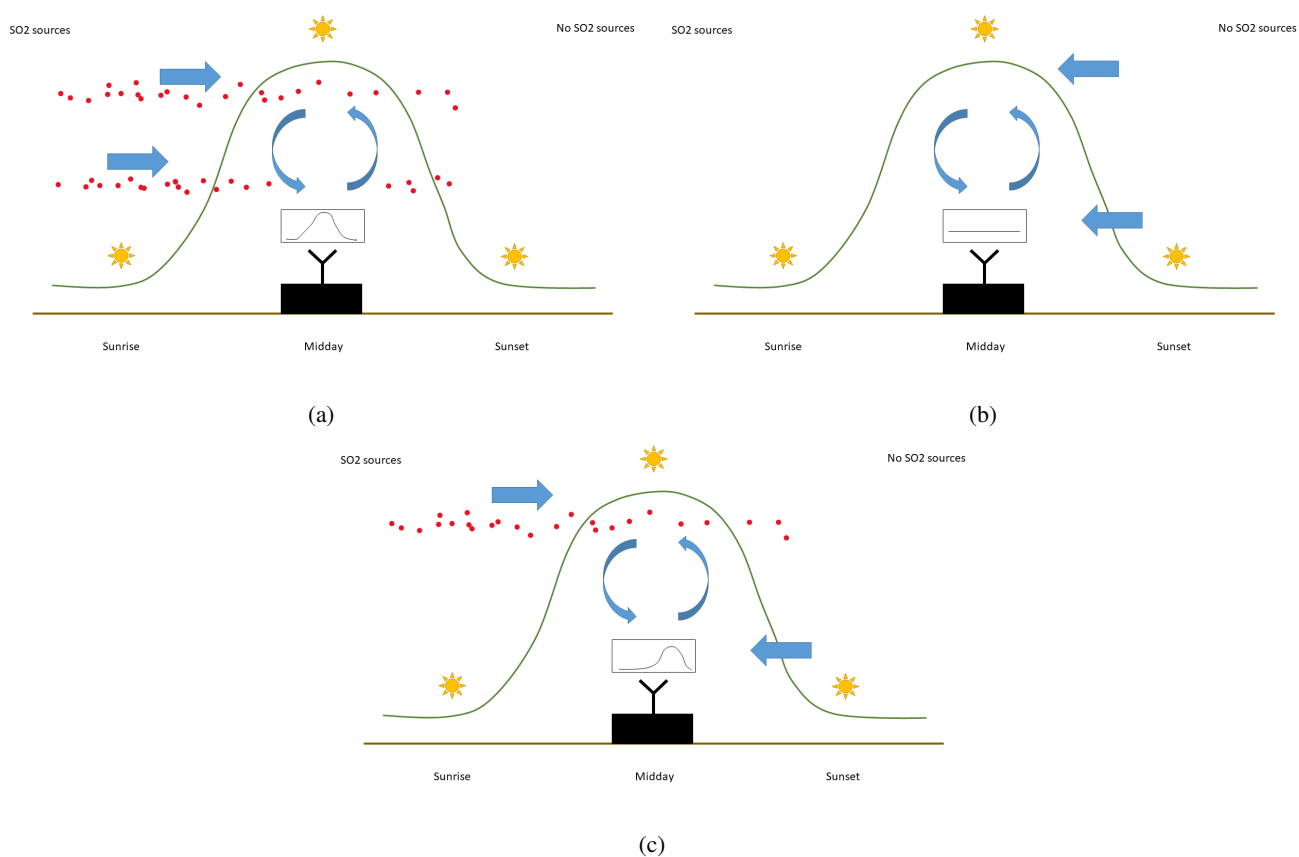 SO2 sources
No SO2 sources
Sunrise
Midday
Sunset
(a)
SO2 sources
No SO2 sources
Sunrise
Midday
Sunset
(b)
SO2 sources
No SO2 sources
Sunrise
Midday
Sunset
(c)